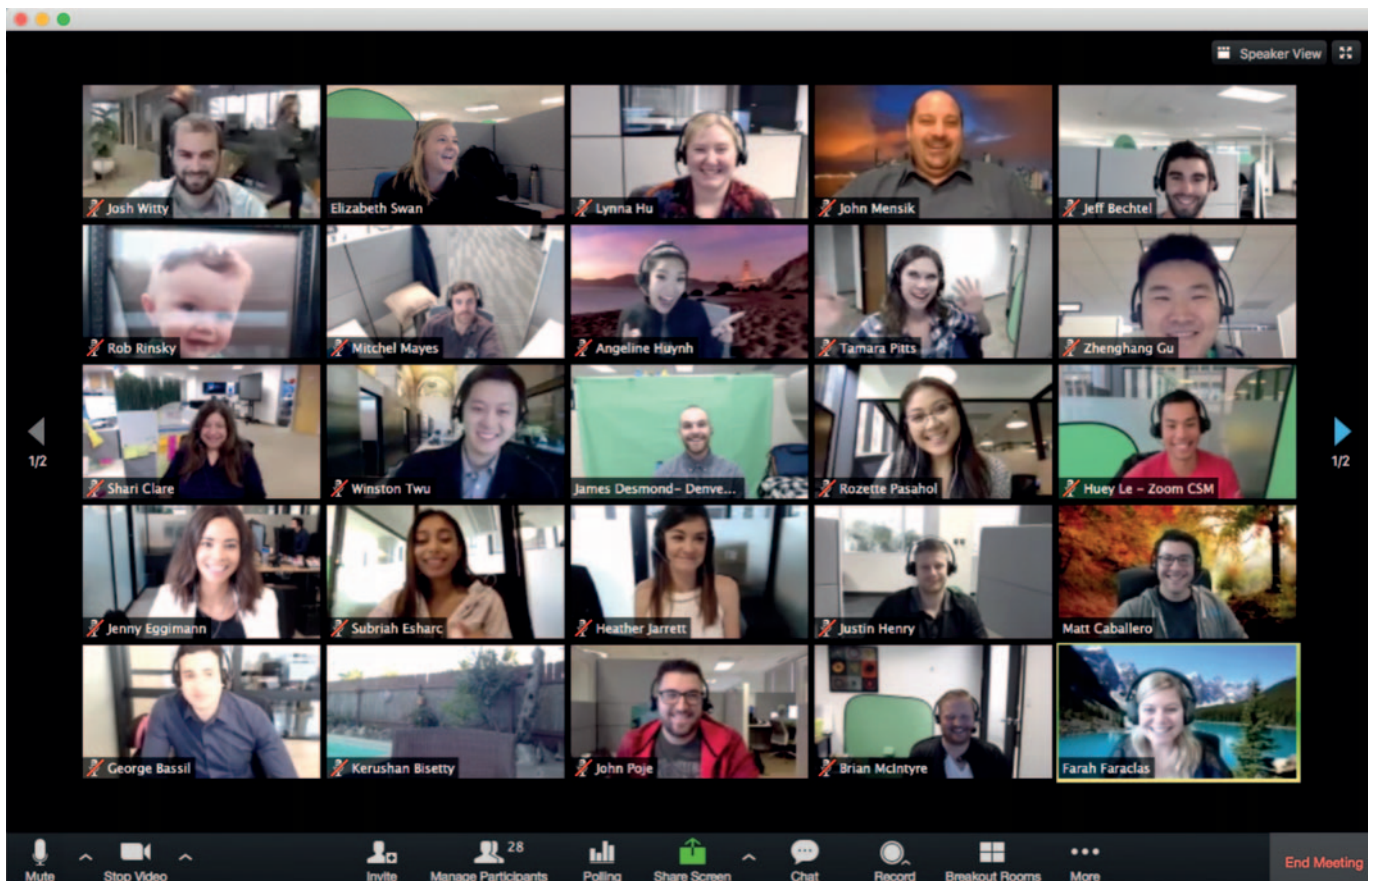 Speaker View
Josh Witty
Elizabeth Swan
Lynna Hu
John Mensik
Jeff Bechtel
Rob Rinsky
Mitchel Mayes
Angeline Huynh
Tamara Pitts
Zhenghang Gu
1/2
1/2
Shari Clare
Winston Twu
James Desmond- Denve...
Rozette Pasahol
Huey Le - Zoom CSM
Jenny Eggimann
Subriah Esharc
Heather Jarrett
Justin Henry
Matt Caballero
George Bassil
Kerushan Bisetty
John Poje
Brian McIntyre
Farah Faraclas
28
Mute
Stop Video
Invite
Manage Participants
Polling
Share Screen
Chat
Record
Breakout Rooms
More
End Meeting